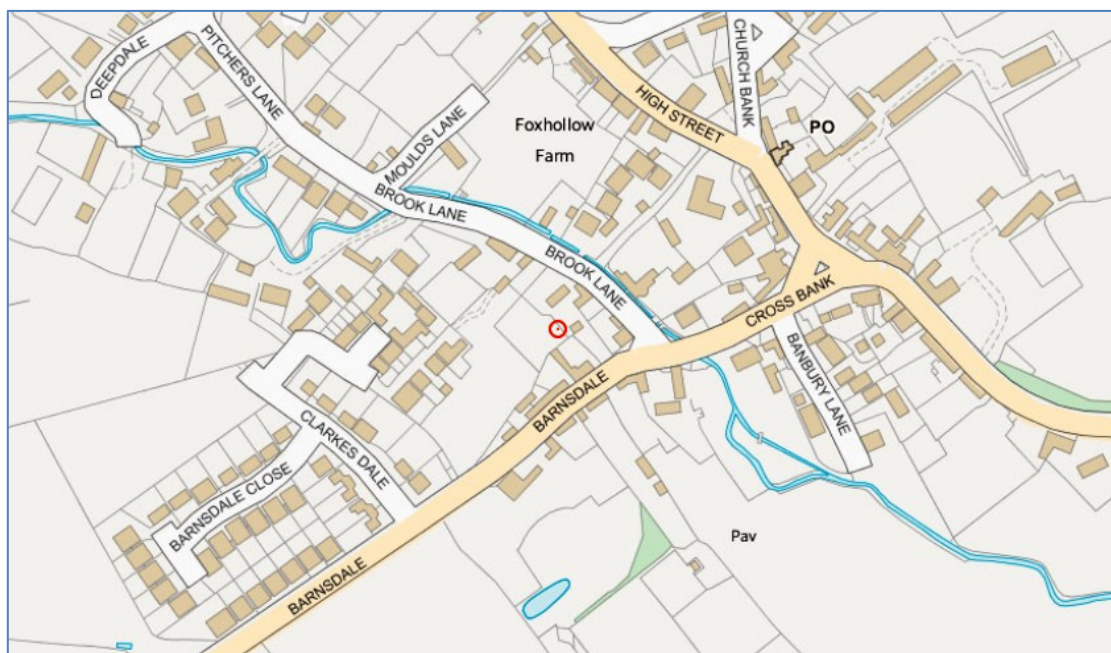 DEEPDALE
PITCHERS LANE
MOULDS LANE
BROOK LANE
Foxhollow
Farm
HIGH STREET
CHURCH BANK
PO
BROOK LANE
CROSS BANK
BANBURY LANE
BARNSDALE
CLARKES DALE
BARNSDALE CLOSE
BARNSDALE
Pav